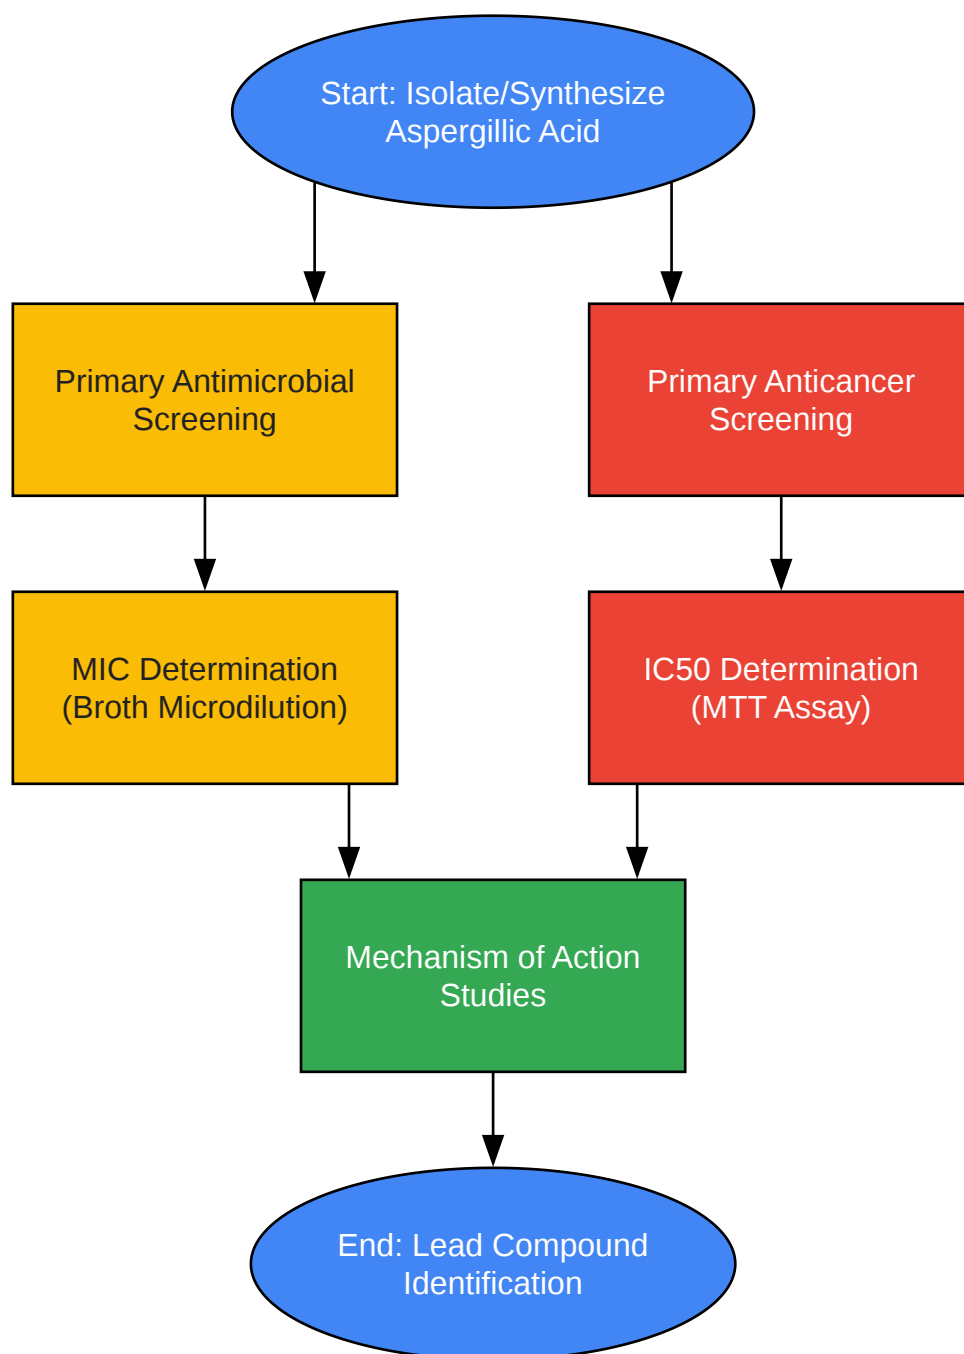 Start: Isolate/Synthesize
Aspergillic Acid
Primary Antimicrobial
Screening
Primary Anticancer
Screening
MIC Determination
(Broth Microdilution)
IC50 Determination
(MTT Assay)
Mechanism of Action
Studies
End: Lead Compound
Identification